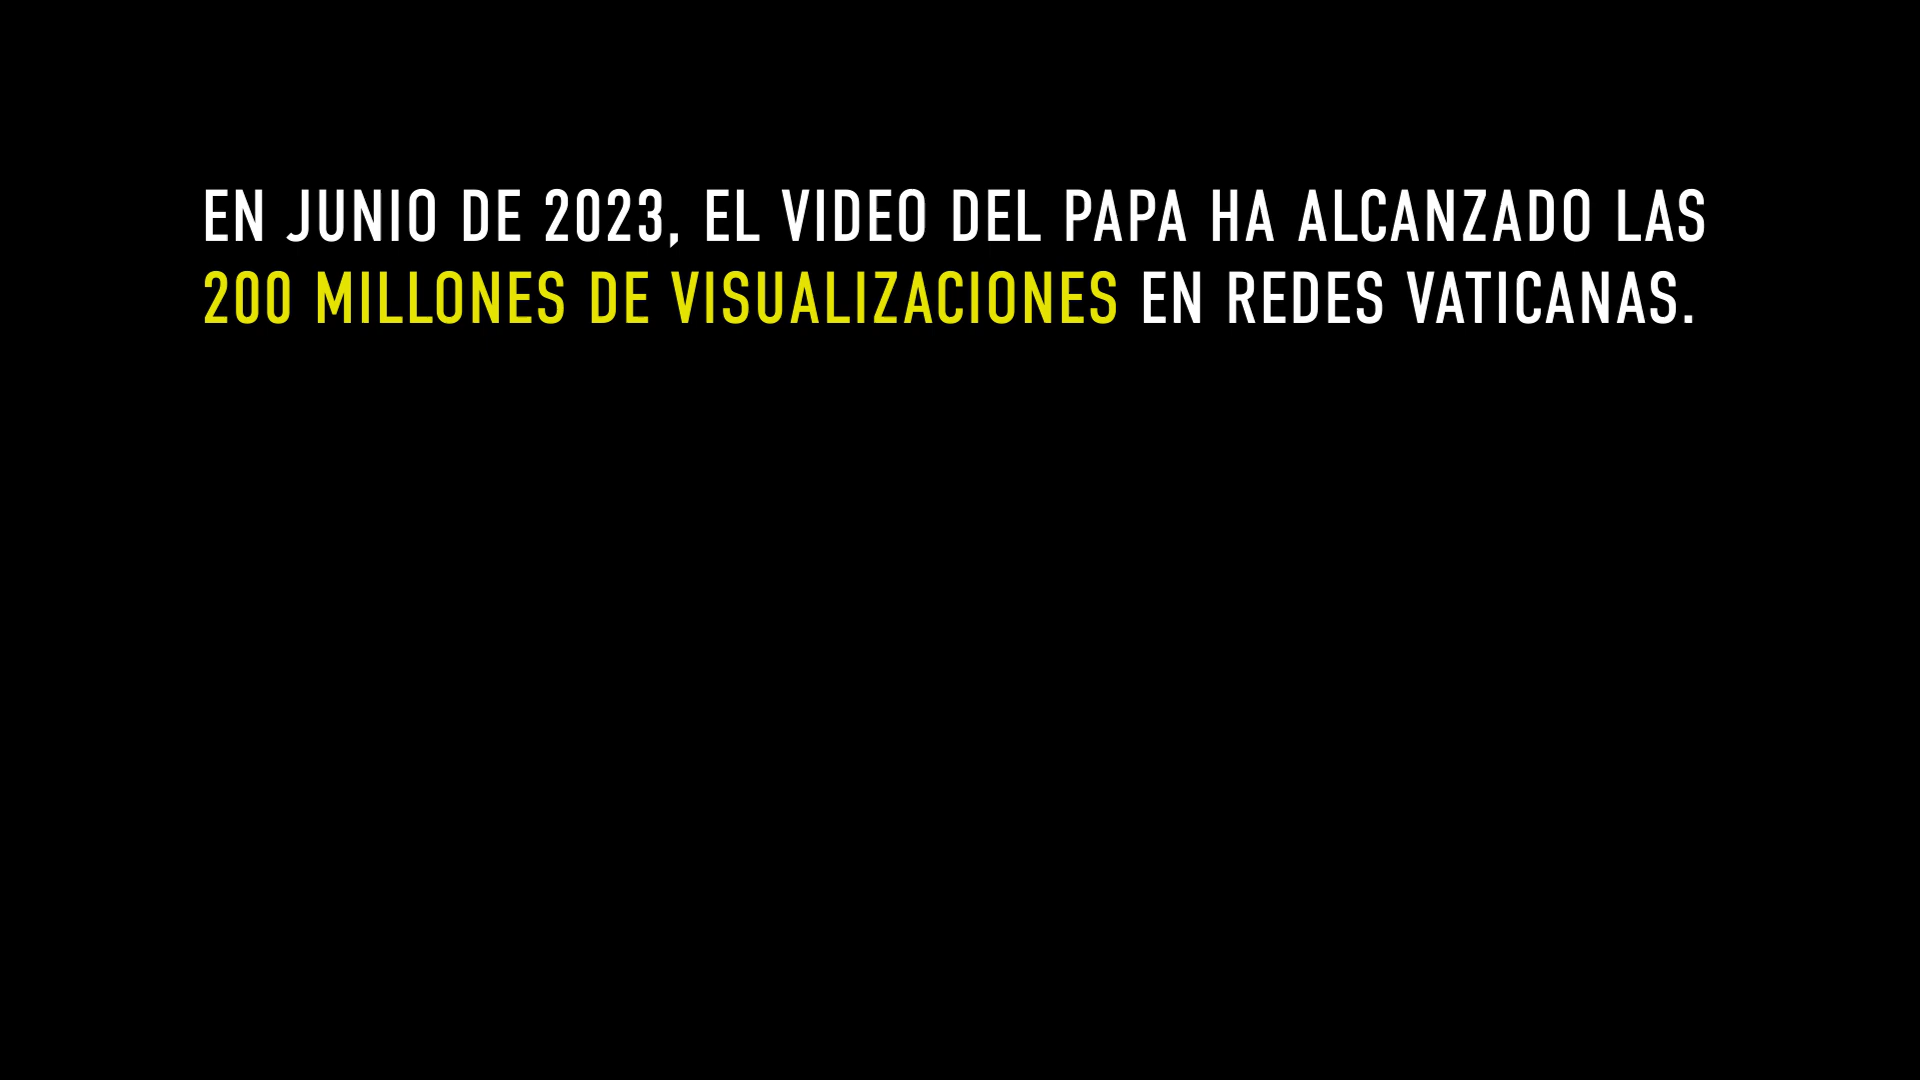 EN JUNIO DE 2023, EL VIDEO DEL PAPA HA ALCANZADO LAS
200 MILLONES DE VISUALIZACIONES EN REDES VATICANAS.